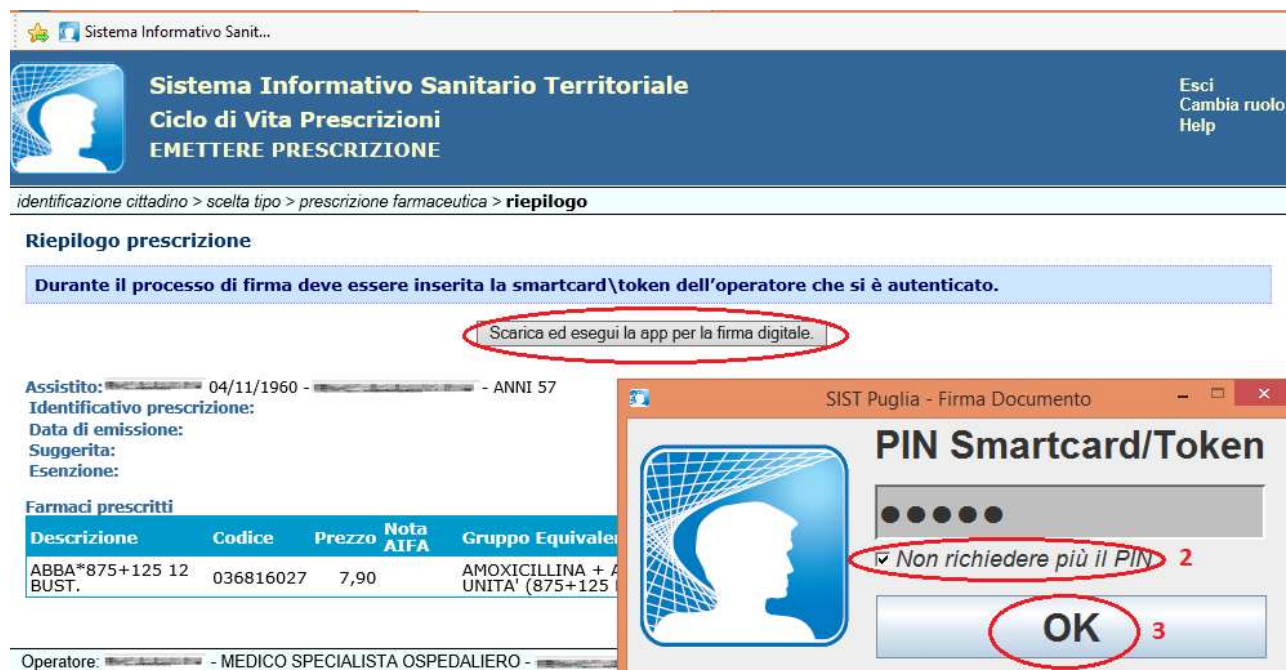 Sistema Informativo Sanit...
Sistema Informativo Sanitario Territoriale
Ciclo di Vita Prescrizioni
EMETTERE PRESCRIZIONE
Esci
Cambia ruolo
Help
identificazione cittadino > scelta tipo > prescrizione farmaceutica > riepilogo
Riepilogo prescrizione
Durante il processo di firma deve essere inserita la smartcard\token dell'operatore che si è autenticato.
Scarica ed esegui la app per la firma digitale.
Assistito: 04/11/1960 - - ANNI 57
Identificativo prescrizione:
Data di emissione:
Suggerita:
Esenzione:
Farmaci prescritti
Descrizione Codice Prezzo Nota AIFA Gruppo
ABBA*875+125 12 BUST. 036816027 7,90 AMOXICILLINA +
UNITA' (875+125
SIST Puglia - Firma Documento
PIN Smartcard/Token
Non richiedere più il PIN 2
OK 3
Operatore: - MEDICO SPECIALISTA OSPEDALIERO -